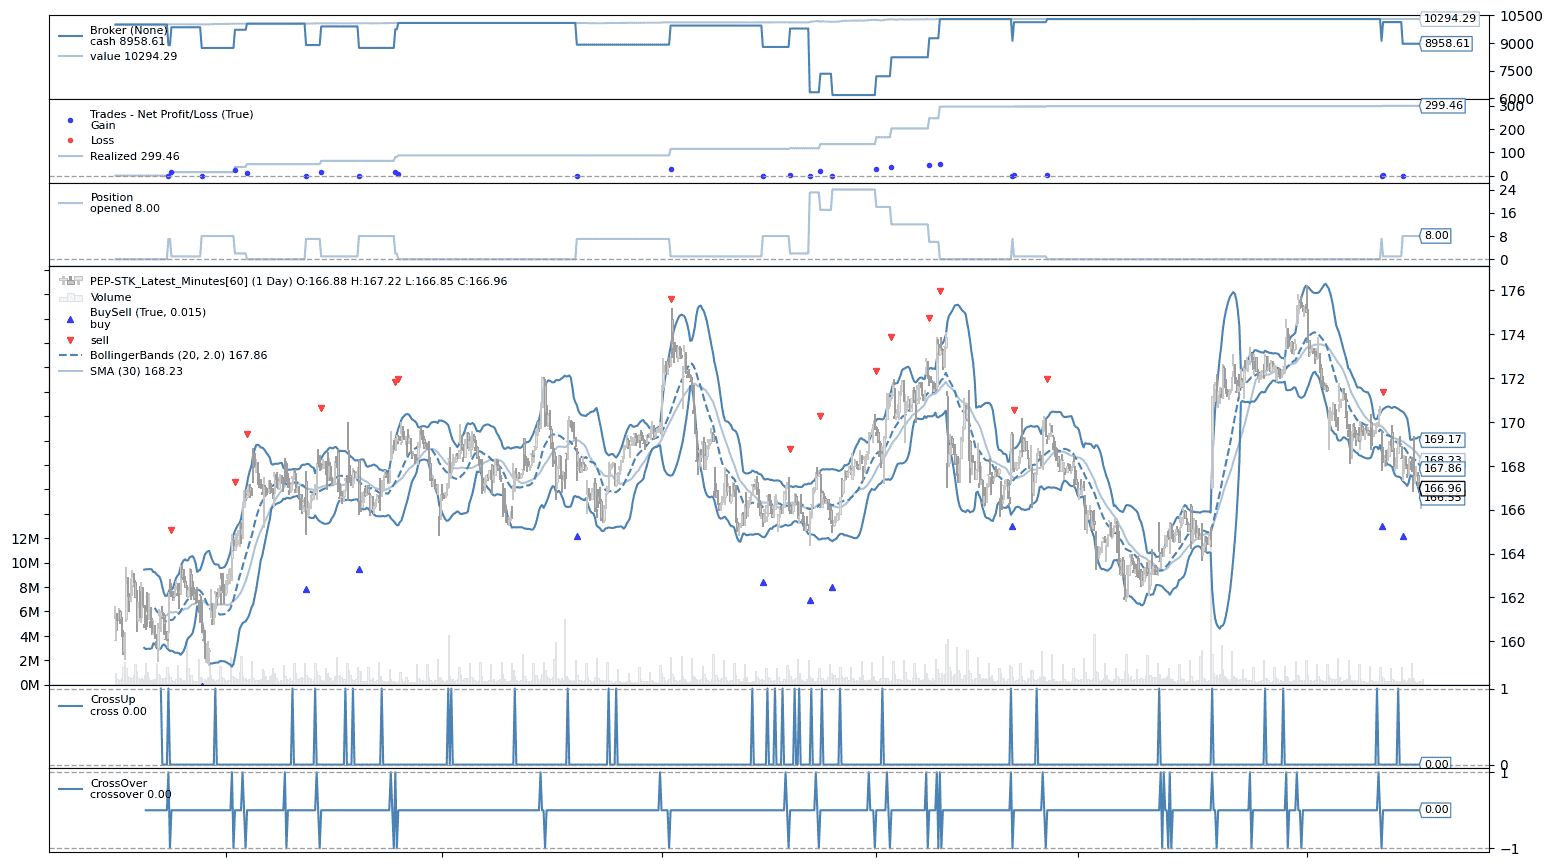 Broker (None)
cash 8958.61
value 10294.29
10294.29
8958.61
10500
9000
7500
6000
Trades - Net Profit/Loss (True)
Gain
Loss
Realized 299.46
299.46
300
200
100
0
Position
opened 8.00
8.00
24
16
8
0
PEP-STK_Latest_Minutes[60] (1 Day) O:166.88 H:167.22 L:166.85 C:166.96
Volume
BuySell (True, 0.015)
buy
sell
BollingerBands (20, 2.0) 167.86
SMA (30) 168.23
12M
10M
8M
6M
4M
2M
0M
176
174
172
170
168
166
164
162
160
169.17
168.23
167.86
166.96
166.55
CrossUp
cross 0.00
0.00
1
0
CrossOver
crossover 0.00
0.00
1
−1